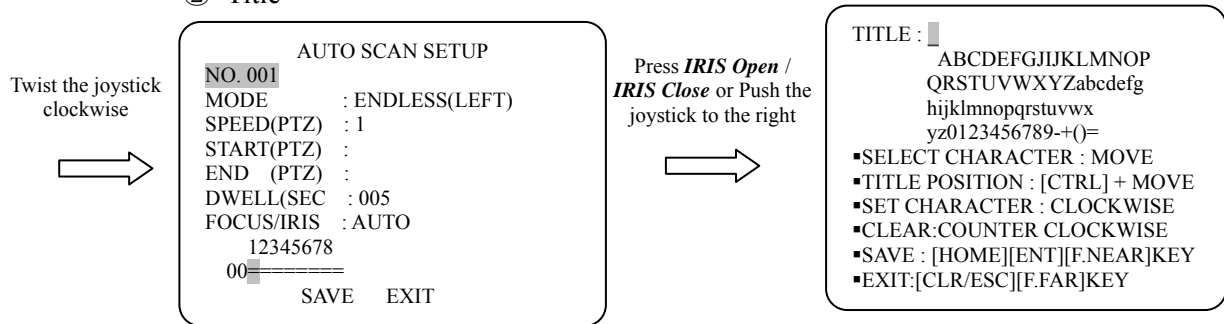 ② Title
Twist the joystick
clockwise
AUTO SCAN SETUP
NO. 001
MODE : ENDLESS(LEFT)
SPEED(PTZ) : 1
START(PTZ) :
END (PTZ) :
DWELL(SEC : 005
FOCUS/IRIS : AUTO
12345678
00========
SAVE EXIT
Press IRIS Open /
IRIS Close or Push the
joystick to the right
TITLE : _
ABCDEFGJIJKLMNOP
QRSTUVWXYZabcdefg
hijklmnopqrstuvwx
yz0123456789-+()=
▪SELECT CHARACTER : MOVE
▪TITLE POSITION : [CTRL] + MOVE
▪SET CHARACTER : CLOCKWISE
▪CLEAR:COUNTER CLOCKWISE
▪SAVE : [HOME][ENT][F.NEAR]KEY
▪EXIT:[CLR/ESC][F.FAR]KEY